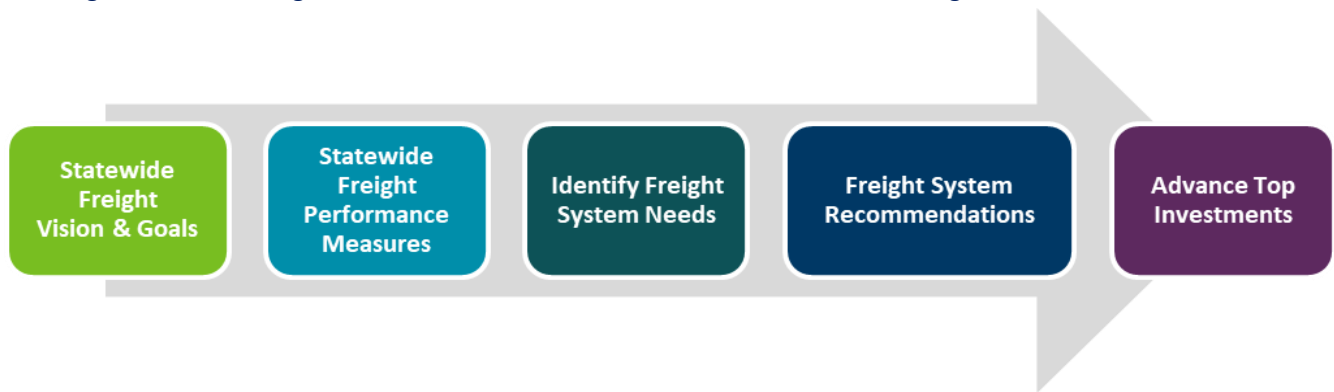 Statewide
Freight
Vision & Goals
Statewide
Freight
Performance
Measures
Identify Freight
System Needs
Freight System
Recommendations
Advance Top
Investments